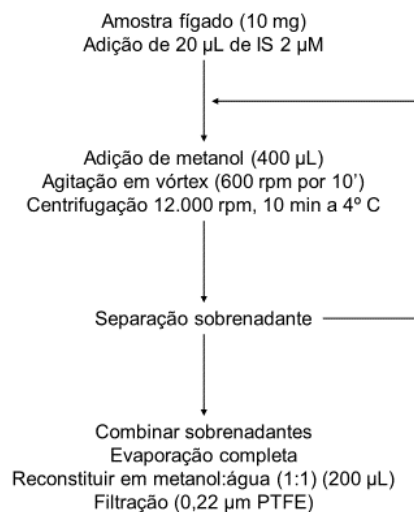 Amostra fígado (10 mg)
Adição de 20 µL de IS 2 µM
Adição de metanol (400 µL)
Agitação em vórtex (600 rpm por 10’)
Centrifugação 12.000 rpm, 10 min a 4º C
Separação sobrenadante
Combinar sobrenadantes
Evaporação completa
Reconstituir em metanol:água (1:1) (200 µL)
Filtração (0,22 µm PTFE)